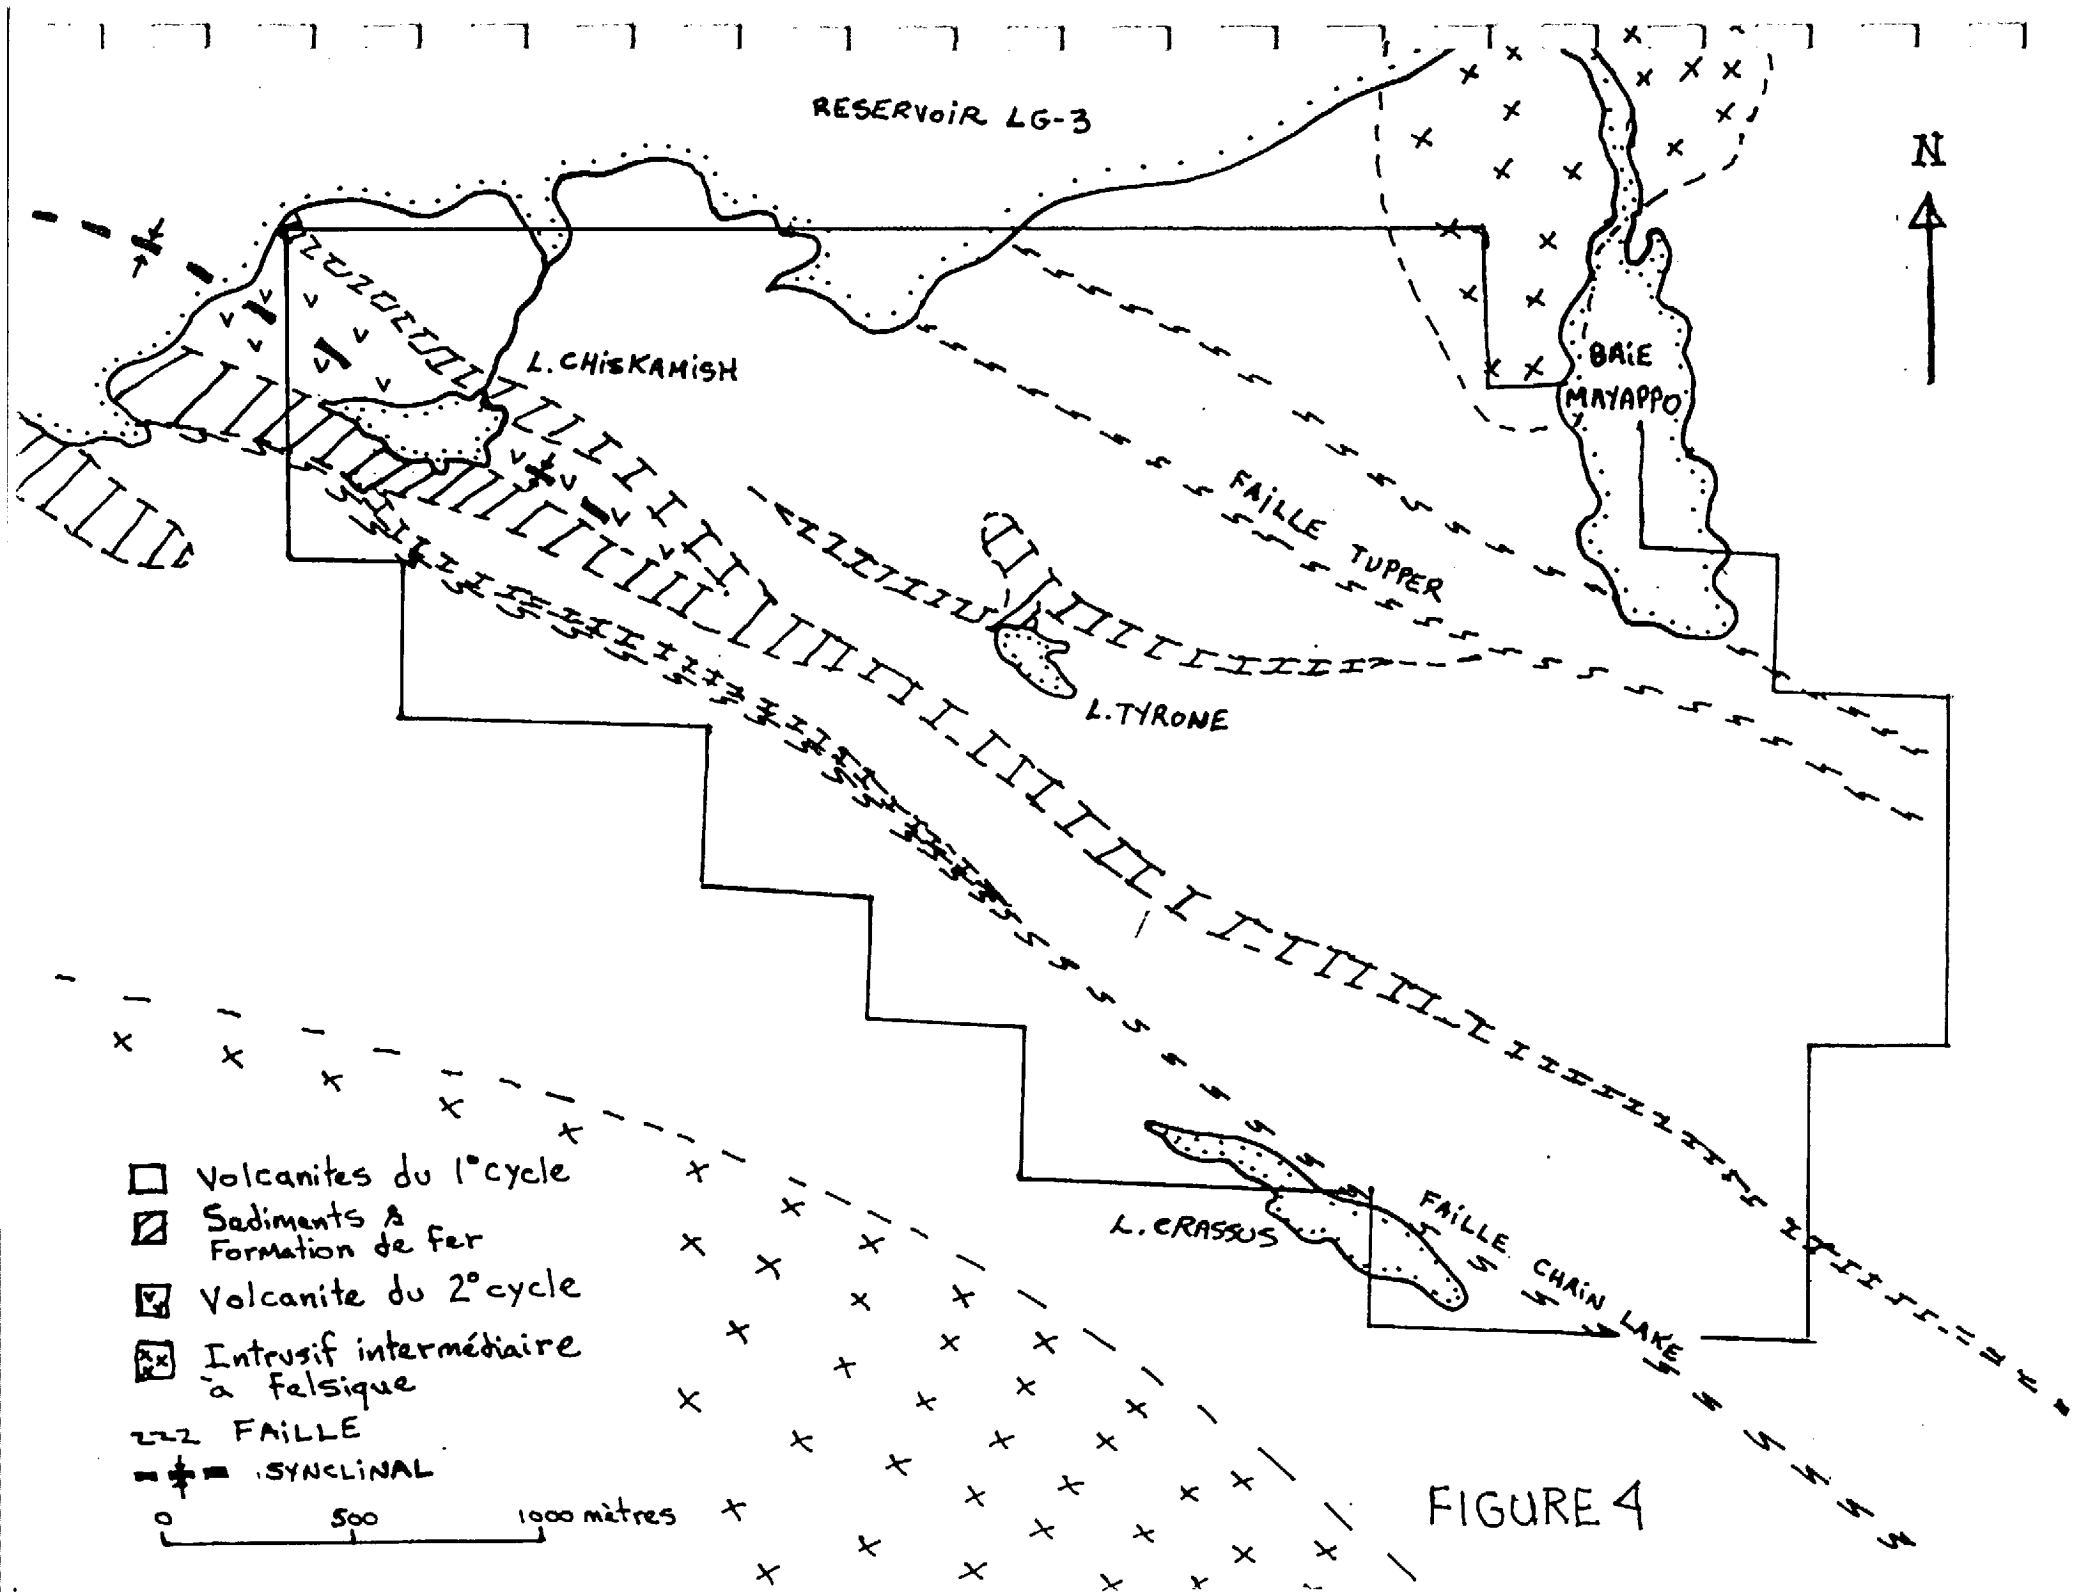 RESERVOIR LG-3
N
L. CHISKAMISH
BAIE
MAYAPPO
FAILLE TUPPER
L. TYRONE
L. CRASSUS
FAILLE CHAIN LAKE
Volcanites du 1° cycle
Sediments &
Formation de fer
Volcanite du 2° cycle
Intrusif intermédiaire
à felsique
FAILLE
SYNCLINAL
0 500 1000 mètres
FIGURE 4